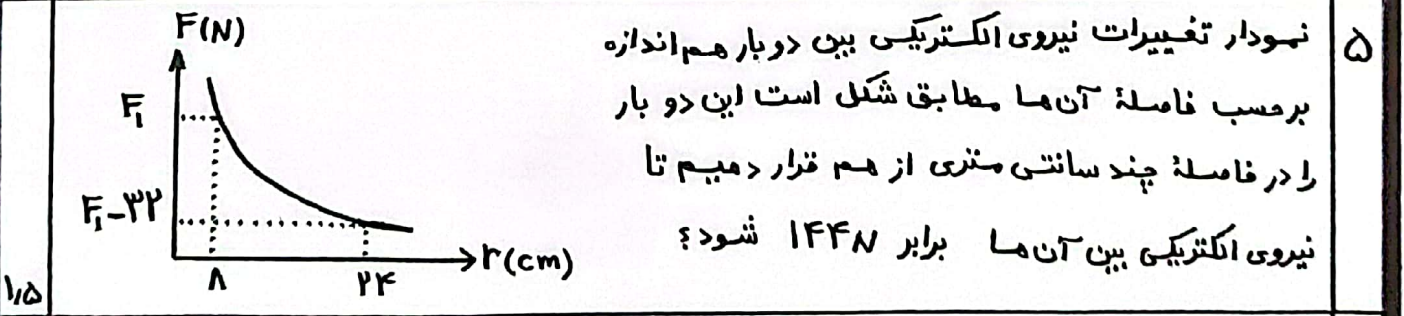 ۵
نمودار تغییرات نیروی الکتریکی بین دو بار هم اندازه
برحسب فاصلهٔ آن ها مطابق شکل است این دو بار
را در فاصلهٔ چند سانتی متری از هم قرار دهیم تا
نیروی الکتریکی بین آن ها برابر ۱۴۴N شود؟
F(N)
F₁
F₁-۳۲
۸
۲۴
r(cm)
۱٫۵